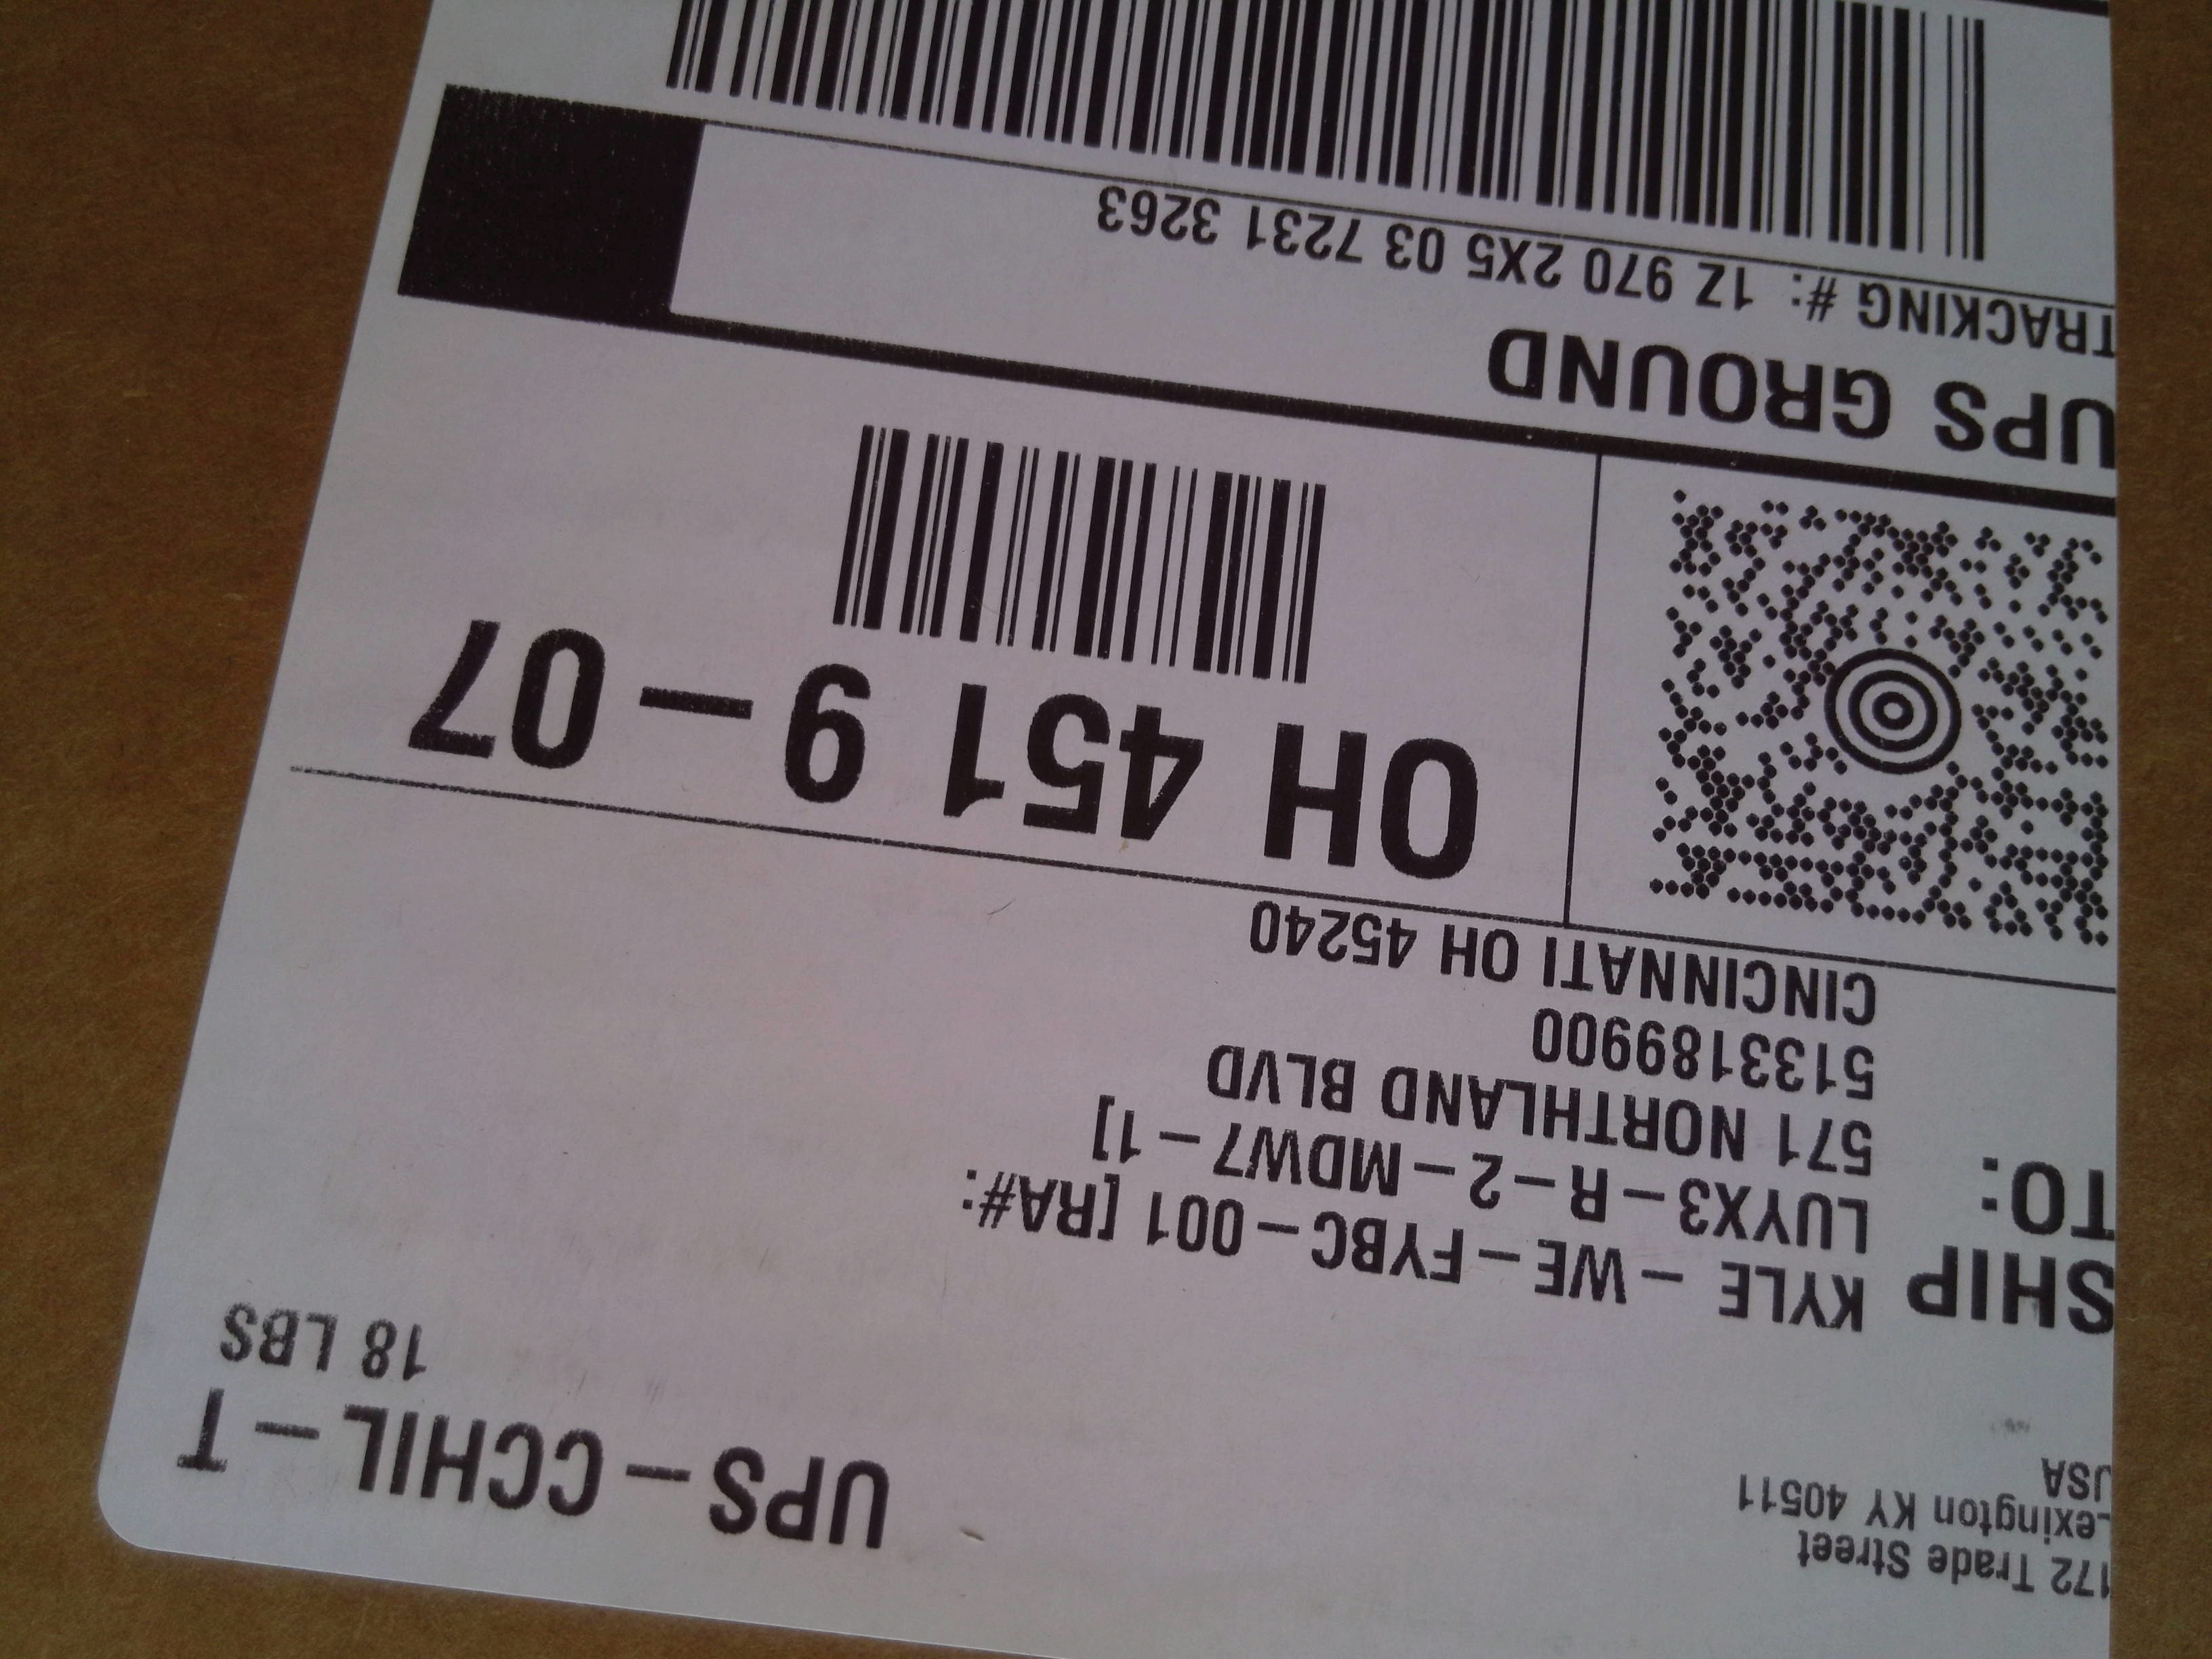 172 Trade Street
Lexington KY 40511
USA
UPS – CCHIL – T
18 LBS
SHIP
TO:
KYLE – WE – FYBC – 001 [RA#:
LUYX3 – R – 2 – MDW7 – 1]
571 NORTHLAND BLVD
5133189900
CINCINNATI OH 45240
OH 451 9 – 07
UPS GROUND
TRACKING #: 1Z 970 2X5 03 7231 3263